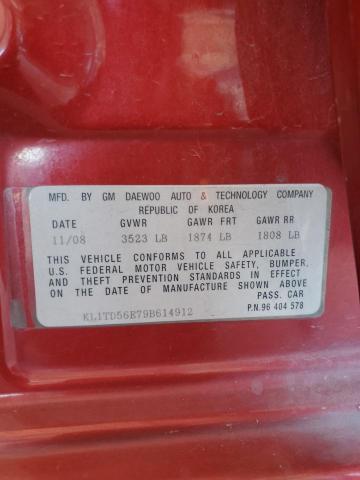 MFD. BY GM DAEWOO AUTO & TECHNOLOGY COMPANY
REPUBLIC OF KOREA
DATE GVWR GAWR FRT GAWR RR
11/08 3523 LB 1874 LB 1808 LB
THIS VEHICLE CONFORMS TO ALL APPLICABLE
U.S. FEDERAL MOTOR VEHICLE SAFETY, BUMPER,
AND THEFT PREVENTION STANDARDS IN EFFECT
ON THE DATE OF MANUFACTURE SHOWN ABOVE
PASS. CAR
KL1TD56E79B614912 P.N.96 404 578